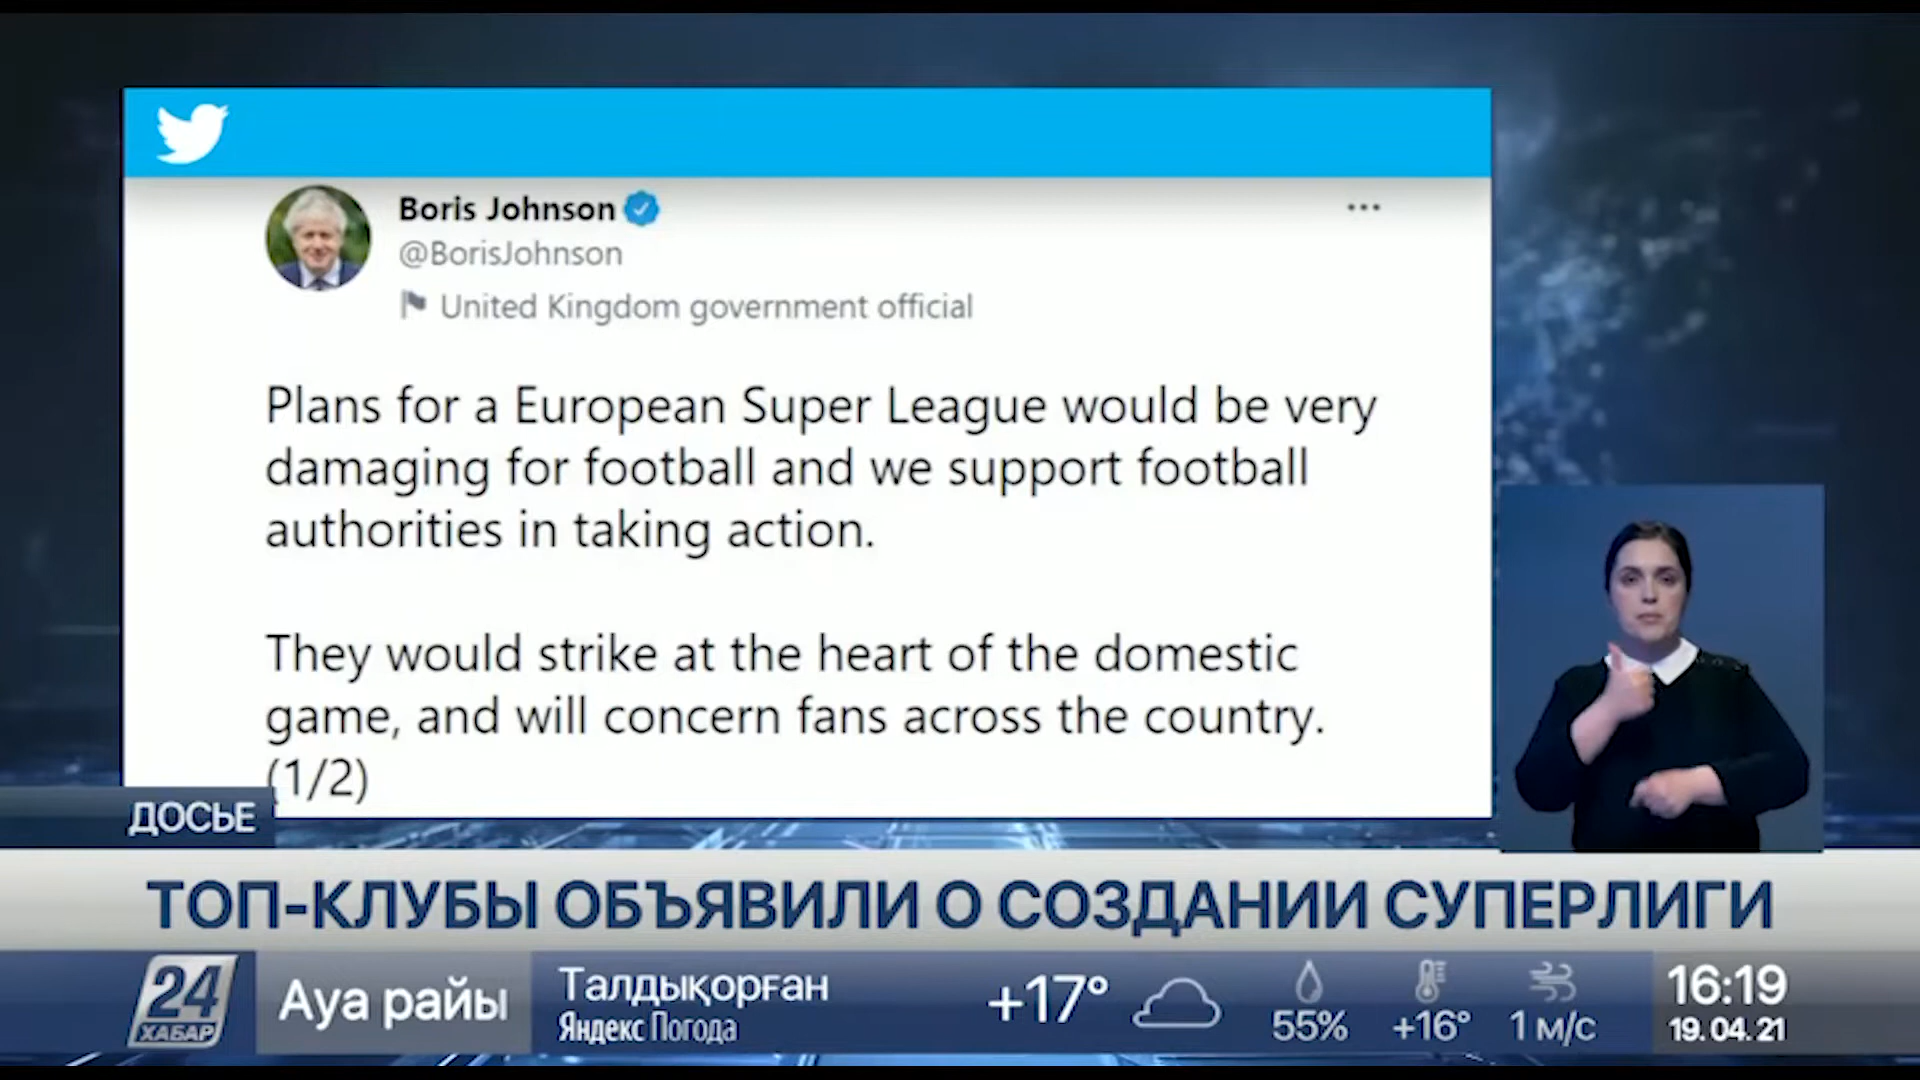 Boris Johnson
@BorisJohnson
United Kingdom government official
Plans for a European Super League would be very
damaging for football and we support football
authorities in taking action.
They would strike at the heart of the domestic
game, and will concern fans across the country.
(1/2)
ДОСЬЕ
ТОП-КЛУБЫ ОБЪЯВИЛИ О СОЗДАНИИ СУПЕРЛИГИ
24
ХАБАР
Ауа райы
Талдықорған
Яндекс Погода
+17°
55%
+16°
1 м/с
16:19
19.04.21